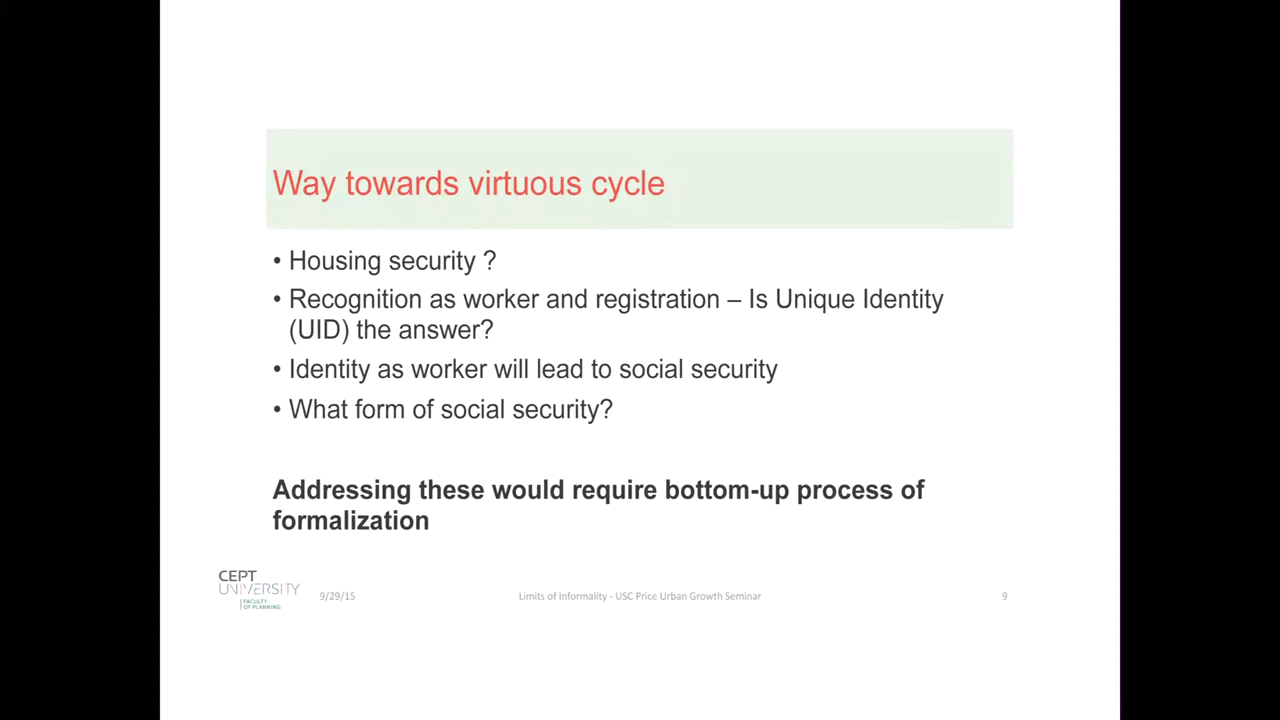 Way towards virtuous cycle
• Housing security ?
• Recognition as worker and registration – Is Unique Identity
(UID) the answer?
• Identity as worker will lead to social security
• What form of social security?
Addressing these would require bottom-up process of
formalization
CEPT
UNIVERSITY
FACULTY
OF PLANNING
9/29/15
Limits of Informality - USC Price Urban Growth Seminar
9